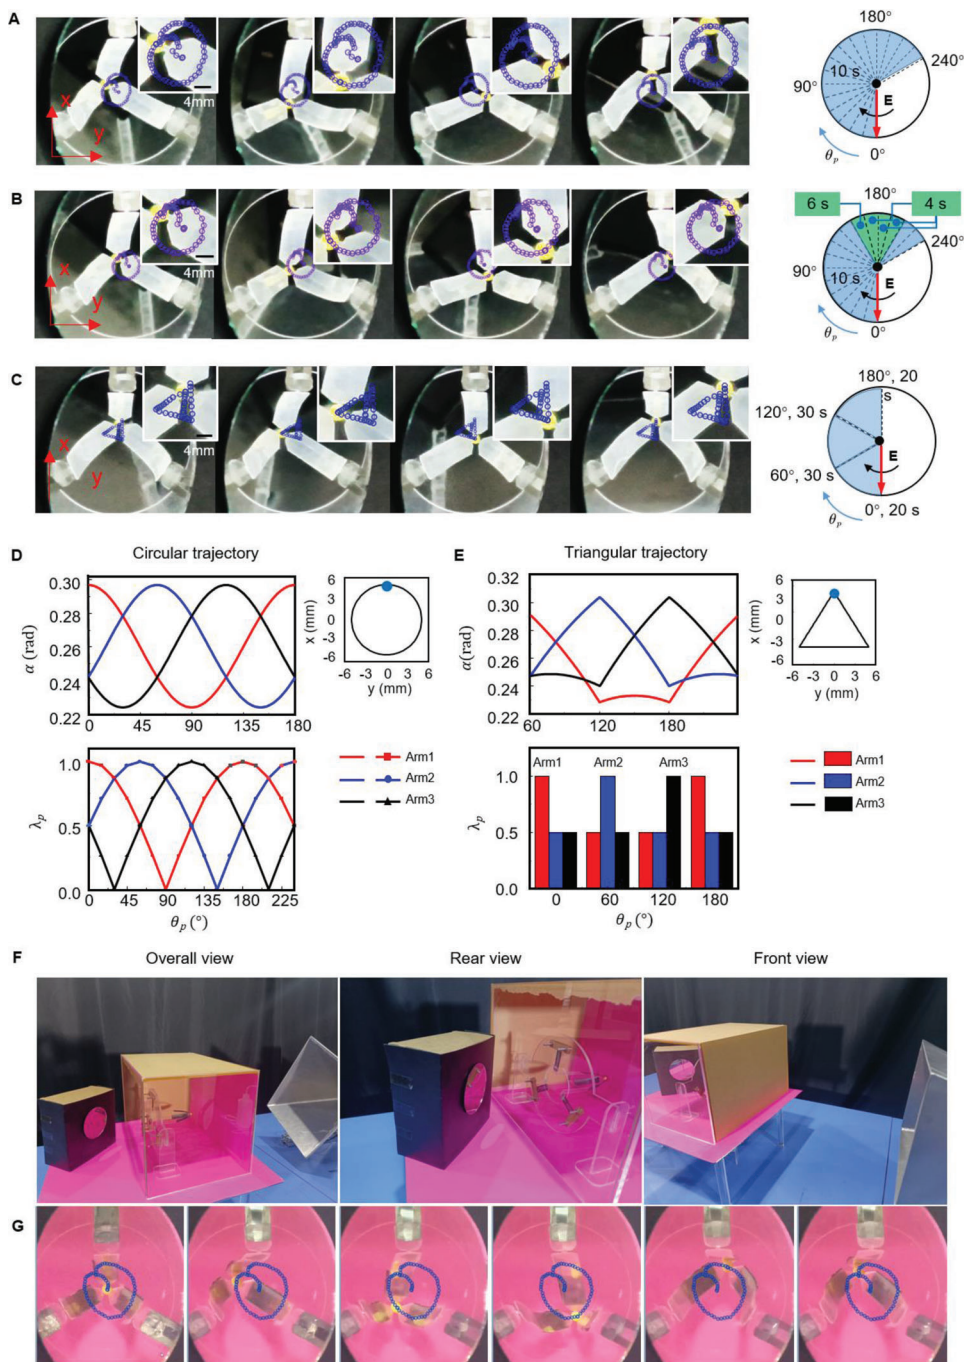 A
x
y
4mm
180°
240°
10 s
90°
E
θp
0°
B
x
y
4mm
6 s
180°
4 s
240°
90°
10 s
E
θp
0°
C
x
y
4mm
180°, 20
s
120°, 30 s
E
60°, 30 s
θp
0°, 20 s
D
Circular trajectory
E
Triangular trajectory
0.30
0.28
0.26
0.24
0.22
α (rad)
0 45 90 135 180
x (mm)
6
3
0
-3
-6
-6 -3 0 3 6
y (mm)
0.32
0.30
0.28
0.26
0.24
0.22
α(rad)
60 120 180
x (mm)
6
3
0
-3
-6
-6 -3 0 3 6
y (mm)
1.0
0.5
0.0
λp
0 45 90 135 180 225
θp (°)
Arm1
Arm2
Arm3
1.0
0.5
0.0
λp
Arm1 Arm2 Arm3
0 60 120 180
θp (°)
Arm1
Arm2
Arm3
F
Overall view
Rear view
Front view
G